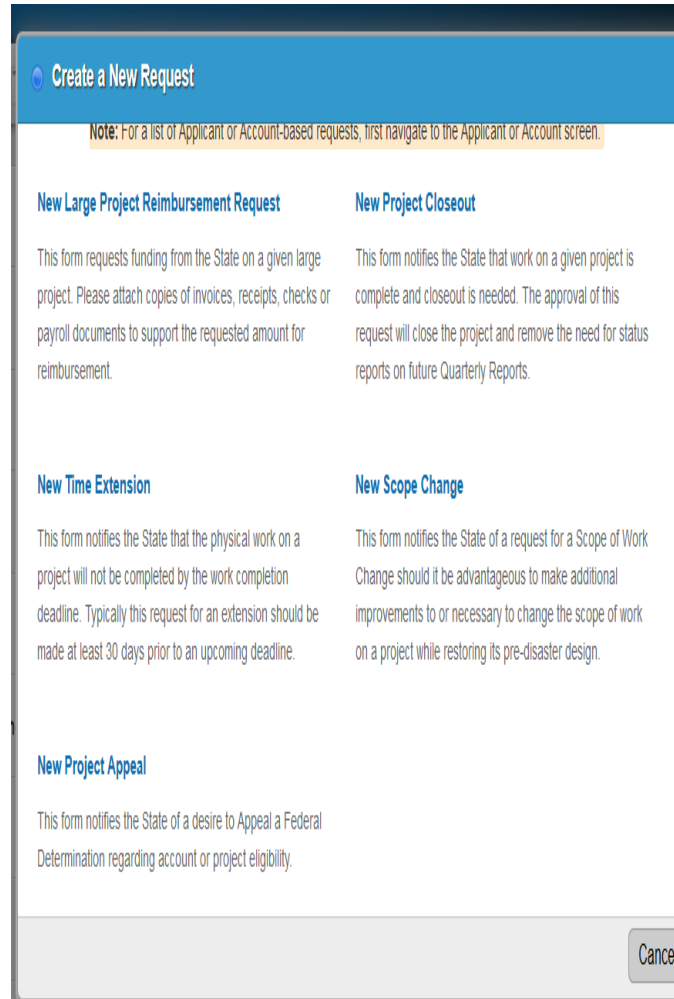 Create a New Request
Note: For a list of Applicant or Account-based requests, first navigate to the Applicant or Account screen.
New Large Project Reimbursement Request
This form requests funding from the State on a given large
project. Please attach copies of invoices, receipts, checks or
payroll documents to support the requested amount for
reimbursement.
New Project Closeout
This form notifies the State that work on a given project is
complete and closeout is needed. The approval of this
request will close the project and remove the need for status
reports on future Quarterly Reports.
New Time Extension
This form notifies the State that the physical work on a
project will not be completed by the work completion
deadline. Typically this request for an extension should be
made at least 30 days prior to an upcoming deadline.
New Scope Change
This form notifies the State of a request for a Scope of Work
Change should it be advantageous to make additional
improvements to or necessary to change the scope of work
on a project while restoring its pre-disaster design.
New Project Appeal
This form notifies the State of a desire to Appeal a Federal
Determination regarding account or project eligibility.
Cance